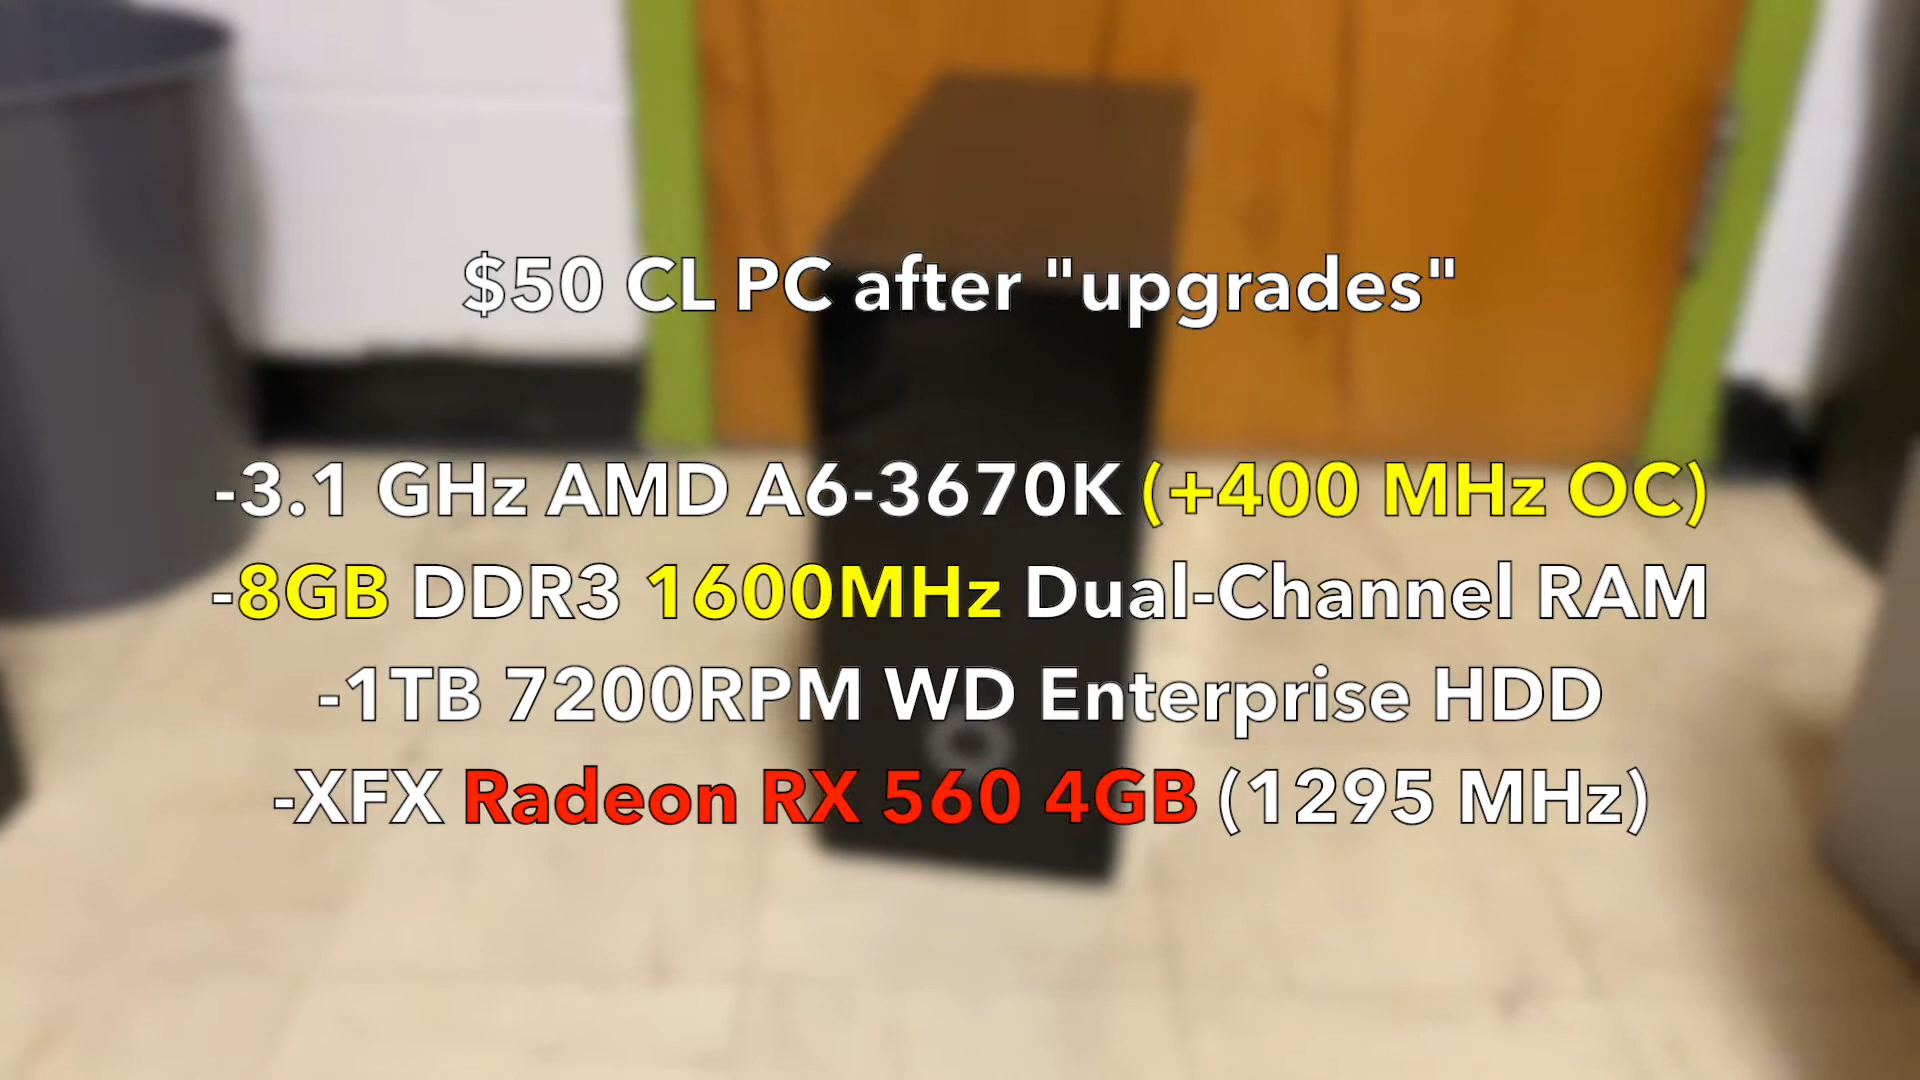 $50 CL PC after "upgrades"
-3.1 GHz AMD A6-3670K (+400 MHz OC)
-8GB DDR3 1600MHz Dual-Channel RAM
-1TB 7200RPM WD Enterprise HDD
-XFX Radeon RX 560 4GB (1295 MHz)